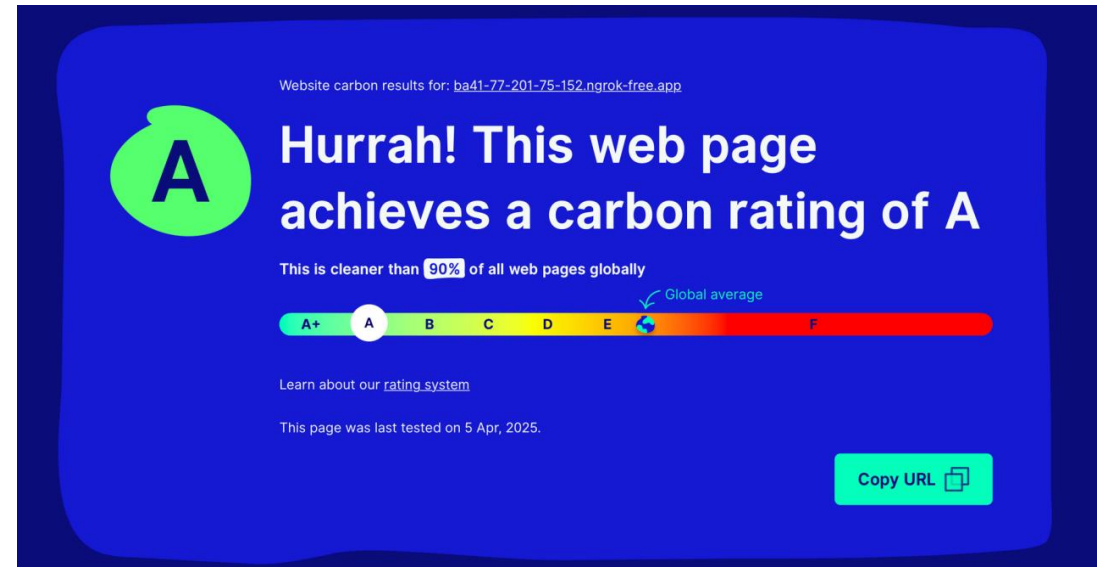 Website carbon results for: ba41-77-201-75-152.ngrok-free.app
A
Hurrah! This web page
achieves a carbon rating of A
This is cleaner than 90% of all web pages globally
Global average
A+ A B C D E F
Learn about our rating system
This page was last tested on 5 Apr, 2025.
Copy URL